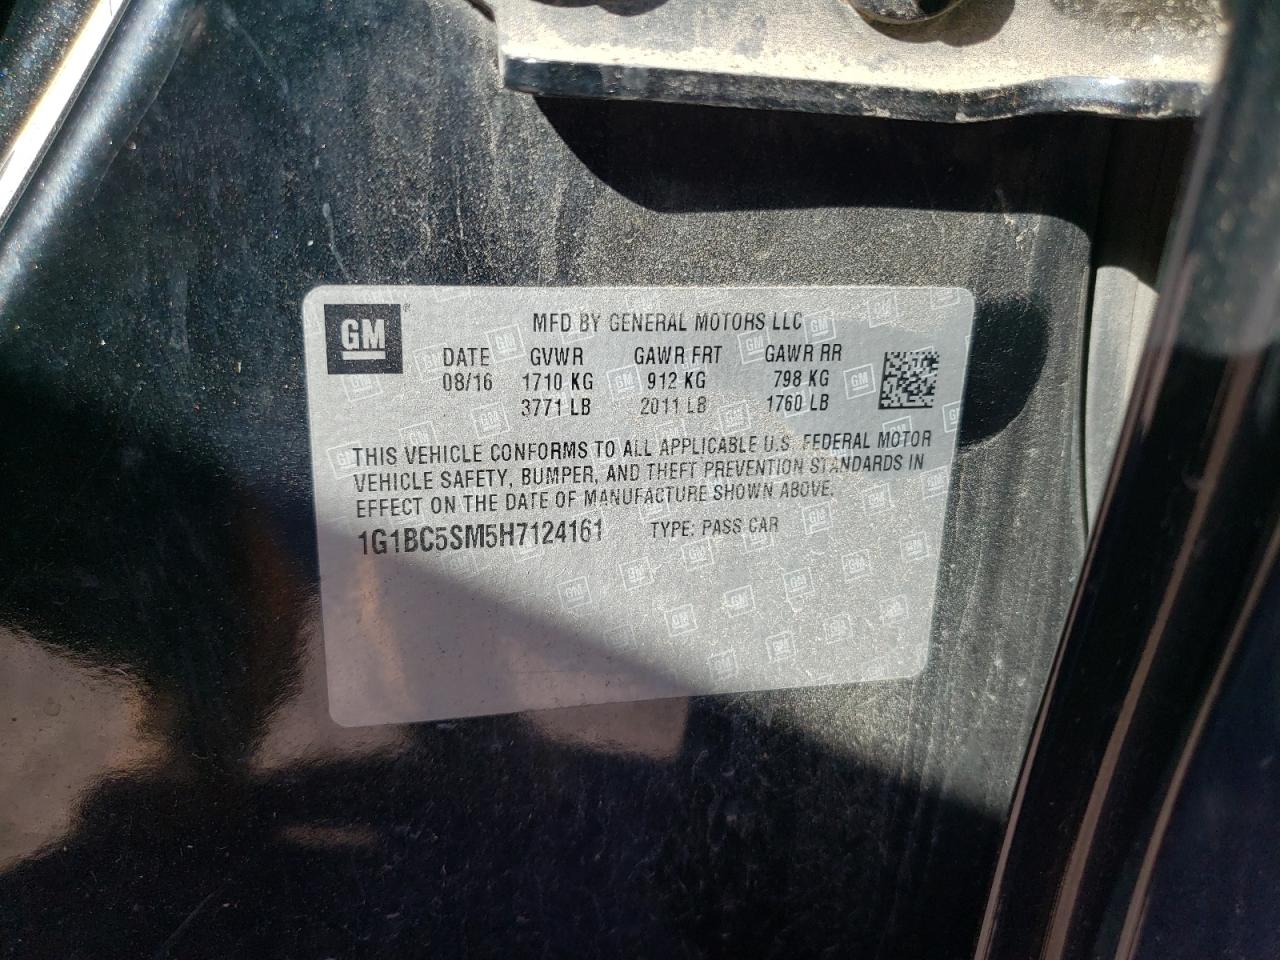 GM
MFD BY GENERAL MOTORS LLC
DATE GVWR GAWR FRT GAWR RR
08/16 1710 KG 912 KG 798 KG
3771 LB 2011 LB 1760 LB
THIS VEHICLE CONFORMS TO ALL APPLICABLE U.S. FEDERAL MOTOR
VEHICLE SAFETY, BUMPER, AND THEFT PREVENTION STANDARDS IN
EFFECT ON THE DATE OF MANUFACTURE SHOWN ABOVE.
1G1BC5SM5H7124161 TYPE: PASS CAR